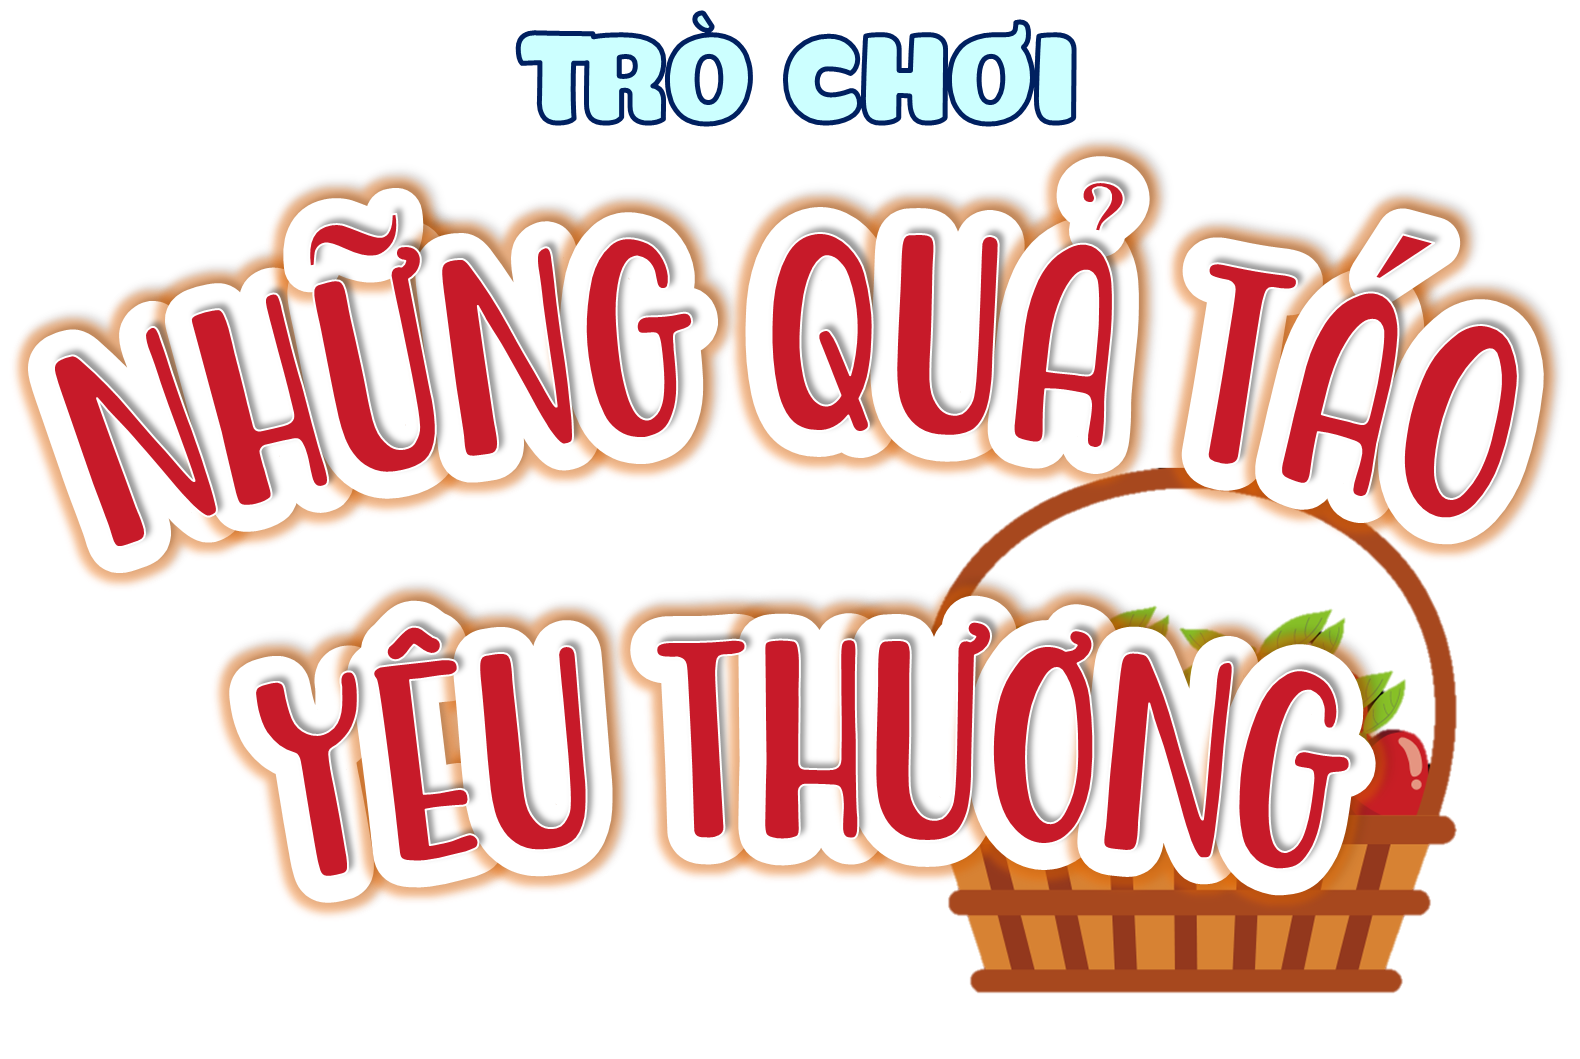 TRÒ CHƠI
NHỮNG QUẢ TÁO
YÊU THƯƠNG